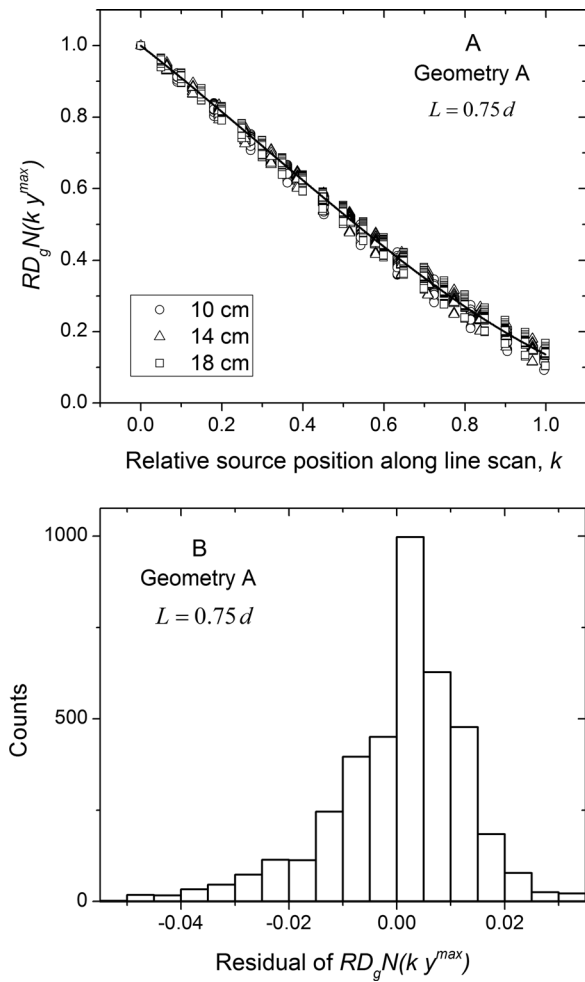 A
Geometry A
L = 0.75 d
1.0
0.8
0.6
0.4
0.2
0.0
RD_gN(k y^max)
10 cm
14 cm
18 cm
0.0 0.2 0.4 0.6 0.8 1.0
Relative source position along line scan, k
B
Geometry A
L = 0.75 d
1000
500
0
Counts
-0.04 -0.02 0.00 0.02
Residual of RD_gN(k y^max)